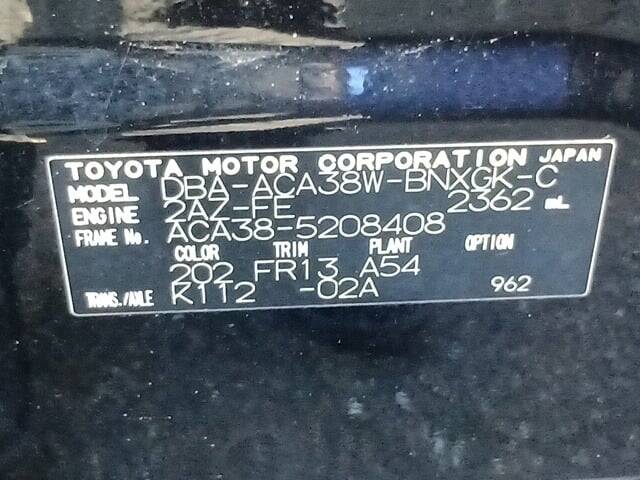 TOYOTA MOTOR CORPORATION JAPAN
MODEL DBA-ACA38W-BNXGK-C
ENGINE 2AZ-FE 2362 mL
FRAME No. ACA38-5208408
COLOR TRIM PLANT OPTION
202 FR13 A54
TRANS./AXLE K112 -02A 962